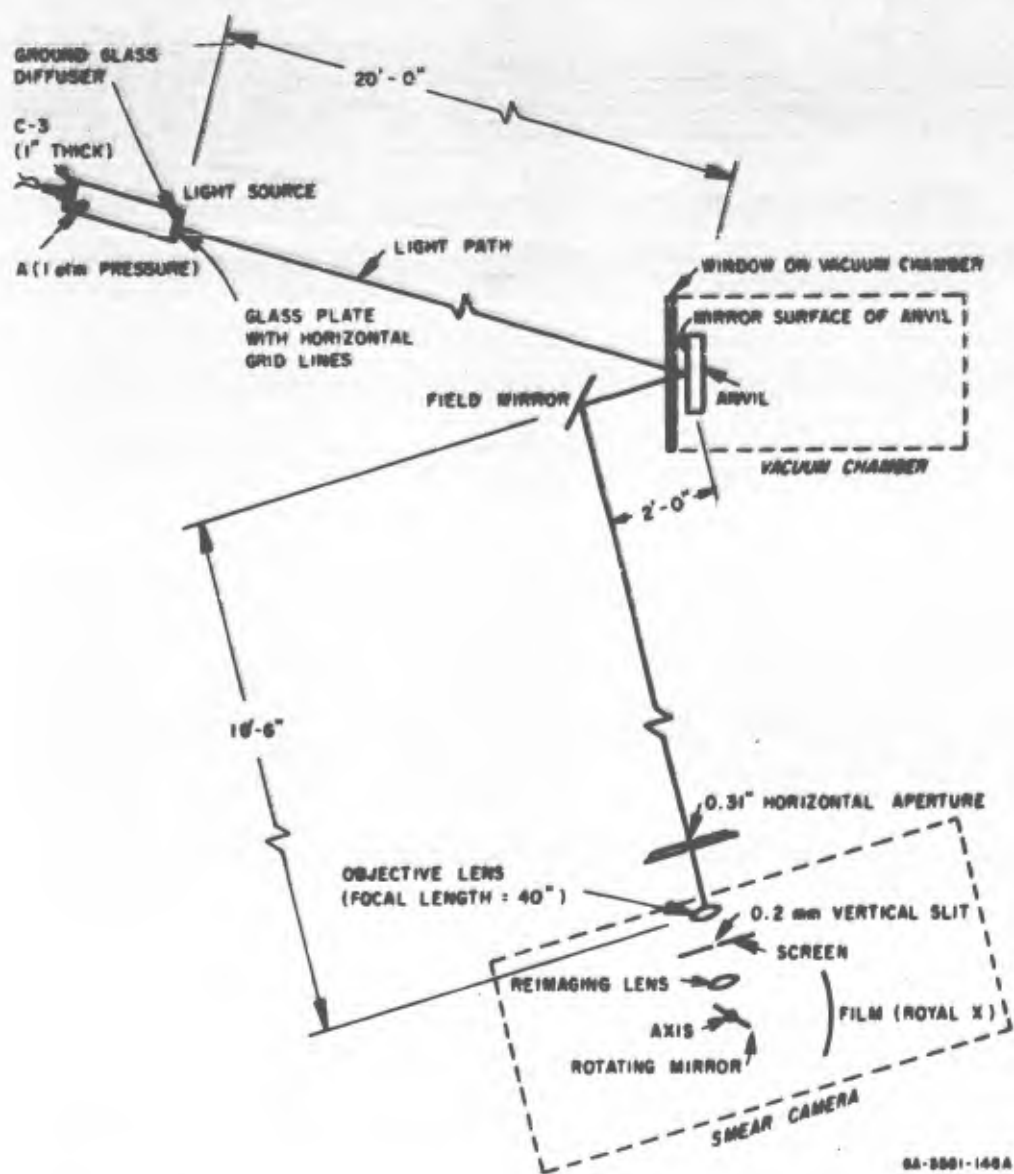 GROUND GLASS
DIFFUSER
20'-0"
C-3
(1" THICK)
LIGHT SOURCE
A (1 atm PRESSURE)
LIGHT PATH
GLASS PLATE
WITH HORIZONTAL
GRID LINES
WINDOW ON VACUUM CHAMBER
MIRROR SURFACE OF ANVIL
FIELD MIRROR
ANVIL
VACUUM CHAMBER
2'-0"
0.31" HORIZONTAL APERTURE
OBJECTIVE LENS
(FOCAL LENGTH = 40")
0.2 mm VERTICAL SLIT
SCREEN
REIMAGING LENS
FILM (ROYAL X)
AXIS
ROTATING MIRROR
SMEAR CAMERA